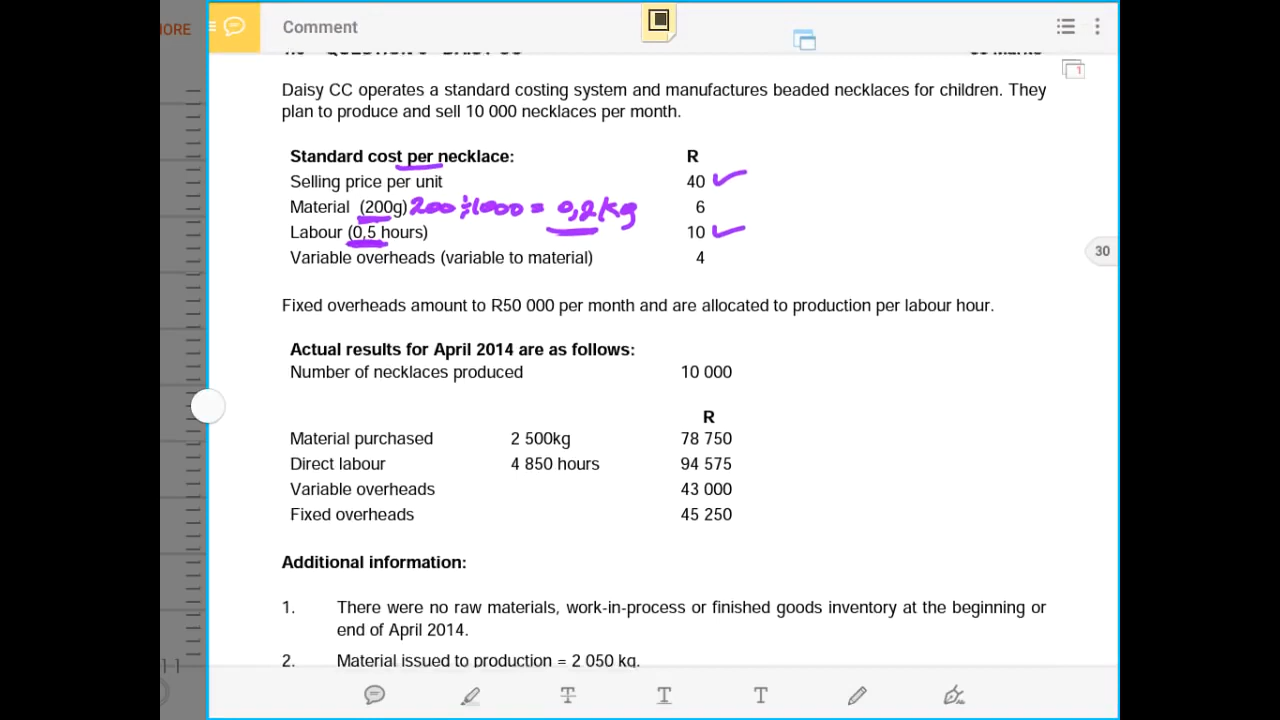 ORE
Comment
1
Daisy CC operates a standard costing system and manufactures beaded necklaces for children. They
plan to produce and sell 10 000 necklaces per month.
Standard cost per necklace: R
Selling price per unit 40
Material (200g) 200÷1000 = 0,2kg 6
Labour (0,5 hours) 10
Variable overheads (variable to material) 4
30
Fixed overheads amount to R50 000 per month and are allocated to production per labour hour.
Actual results for April 2014 are as follows:
Number of necklaces produced 10 000
R
Material purchased 2 500kg 78 750
Direct labour 4 850 hours 94 575
Variable overheads 43 000
Fixed overheads 45 250
Additional information:
1. There were no raw materials, work-in-process or finished goods inventory at the beginning or
end of April 2014.
2. Material issued to production = 2 050 kg.
T T T